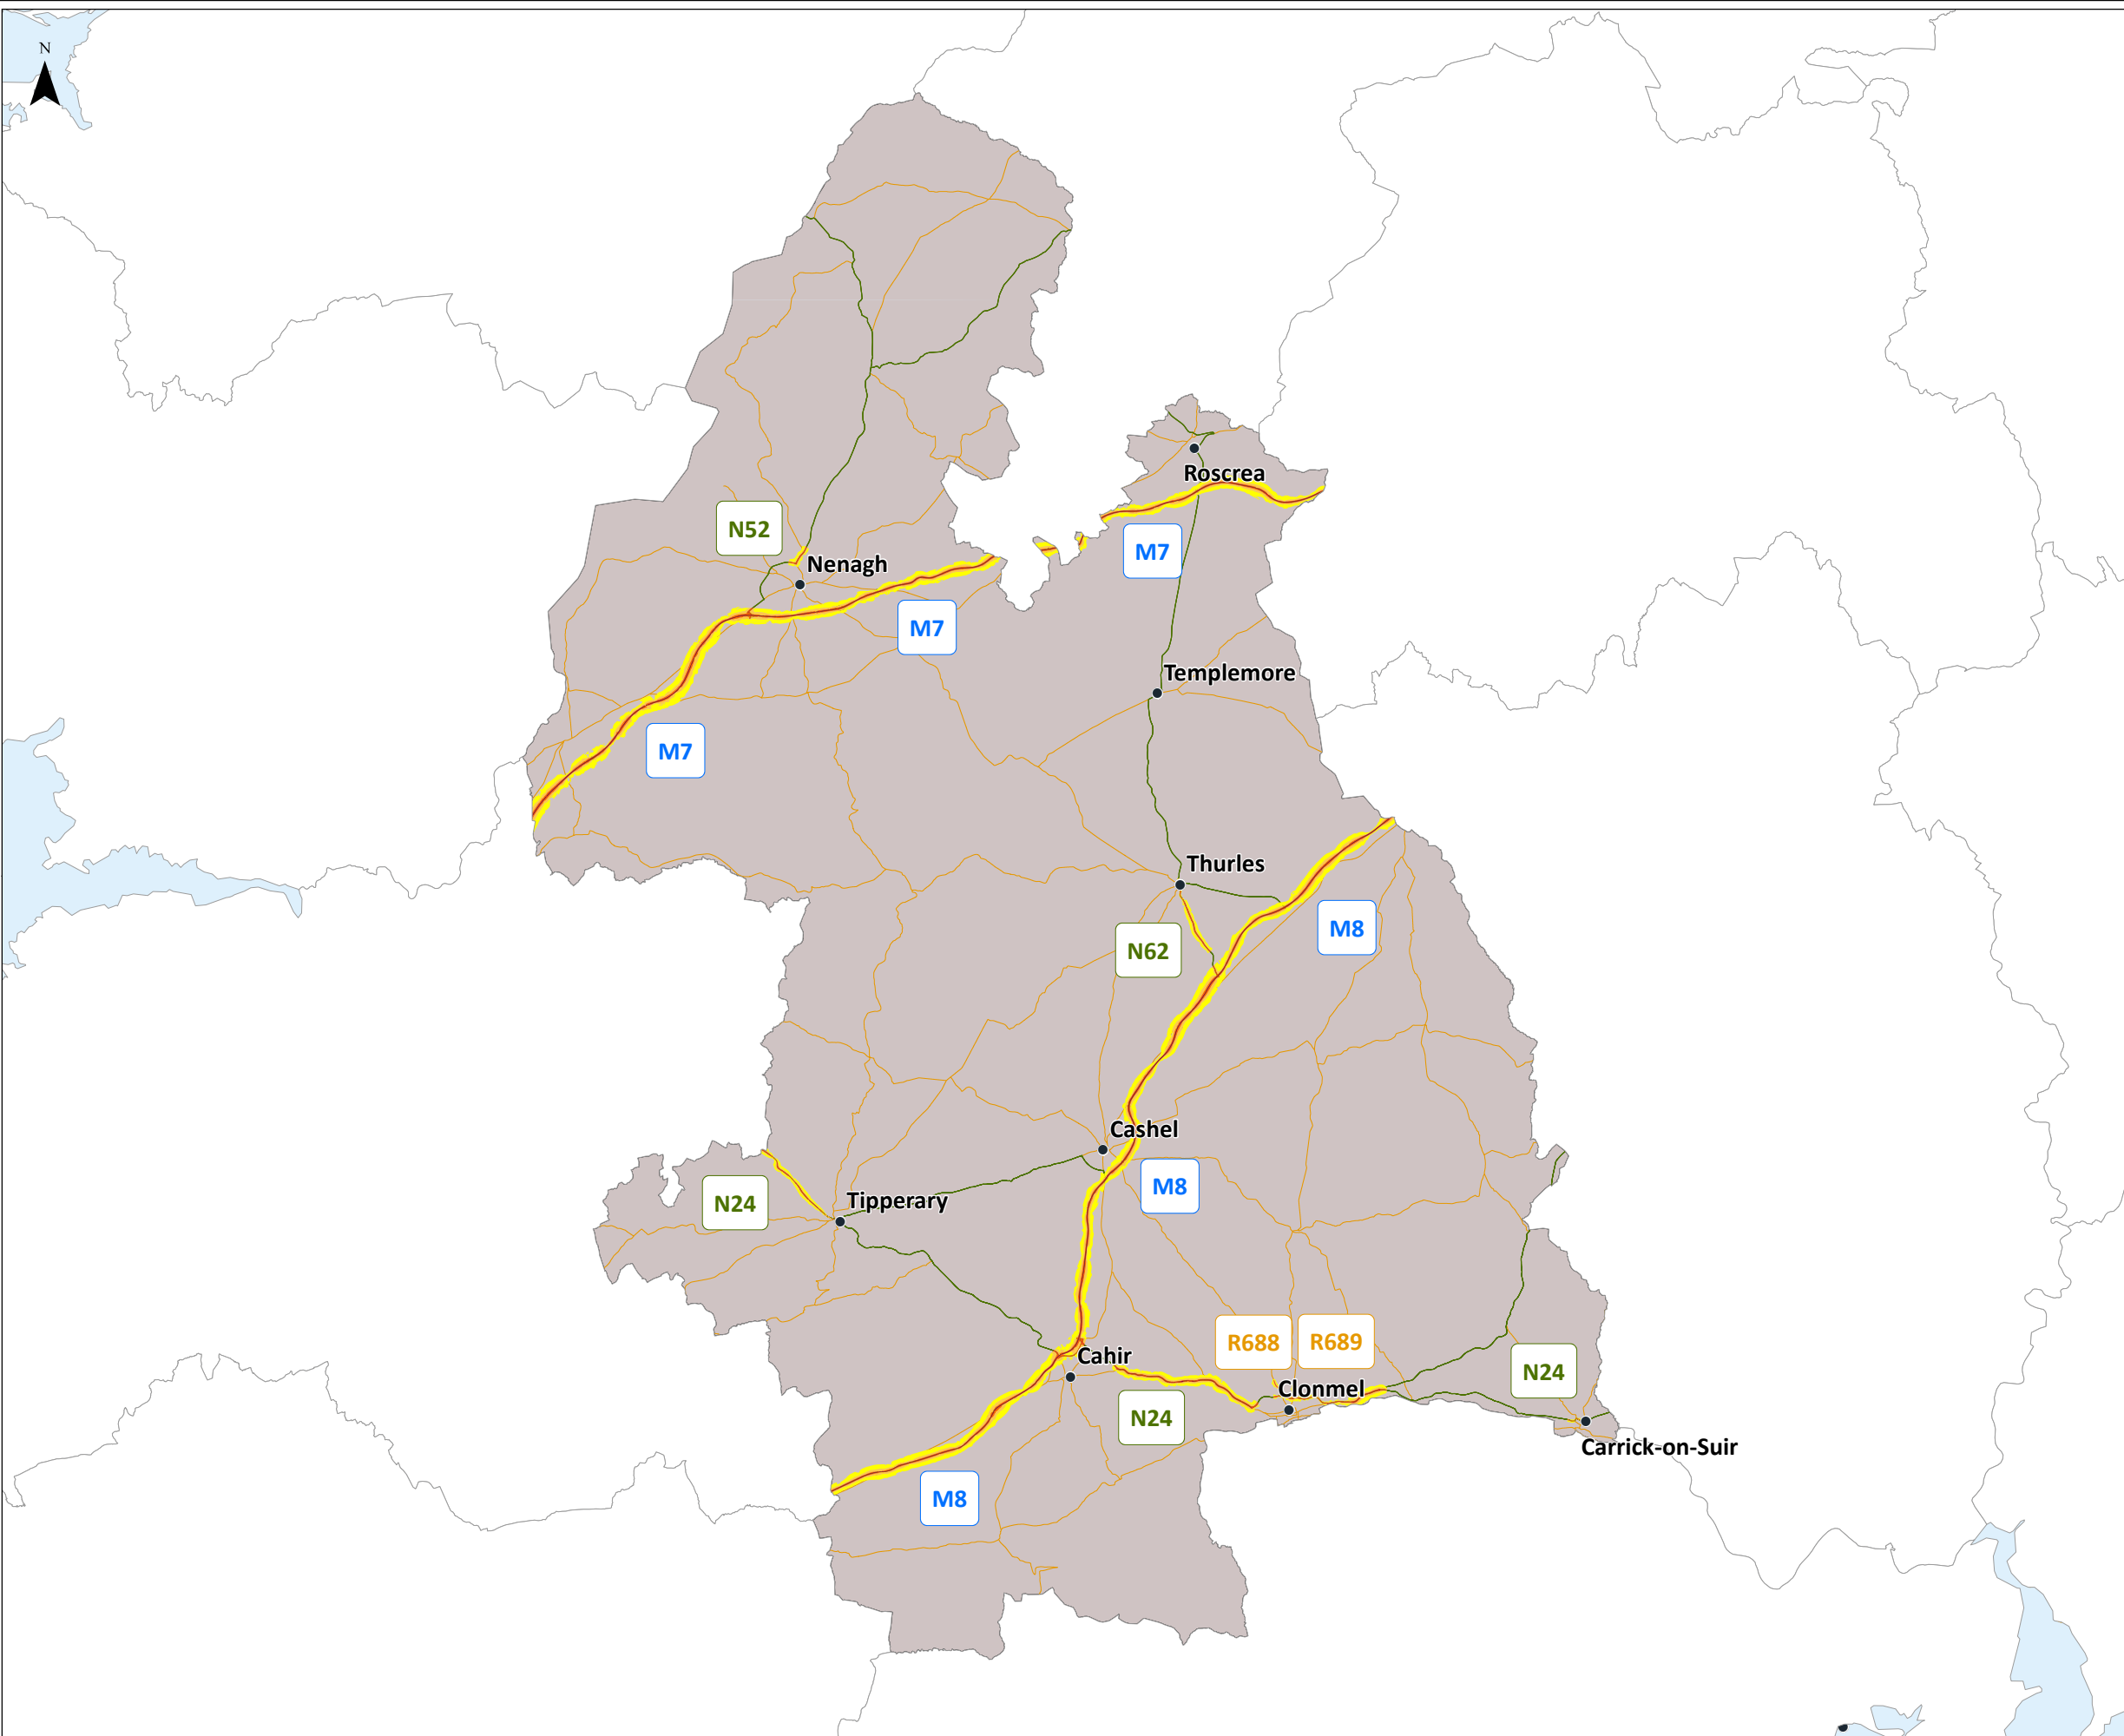 N
Roscrea
N52
M7
Nenagh
M7
Templemore
M7
Thurles
M8
N62
Cashel
M8
N24
Tipperary
R688
R689
Cahir
N24
Clonmel
N24
Carrick-on-Suir
M8